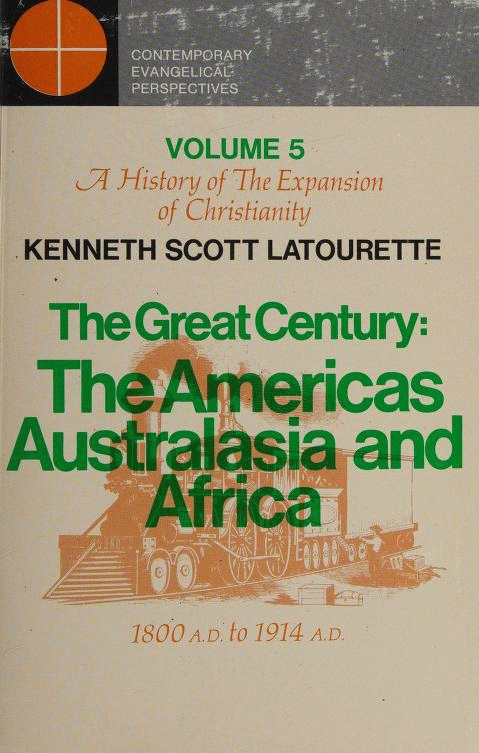 CONTEMPORARY
EVANGELICAL
PERSPECTIVES
VOLUME 5
A History of The Expansion
of Christianity
KENNETH SCOTT LATOURETTE
The Great Century:
The Americas
Australasia and
Africa
1800 A.D. to 1914 A.D.